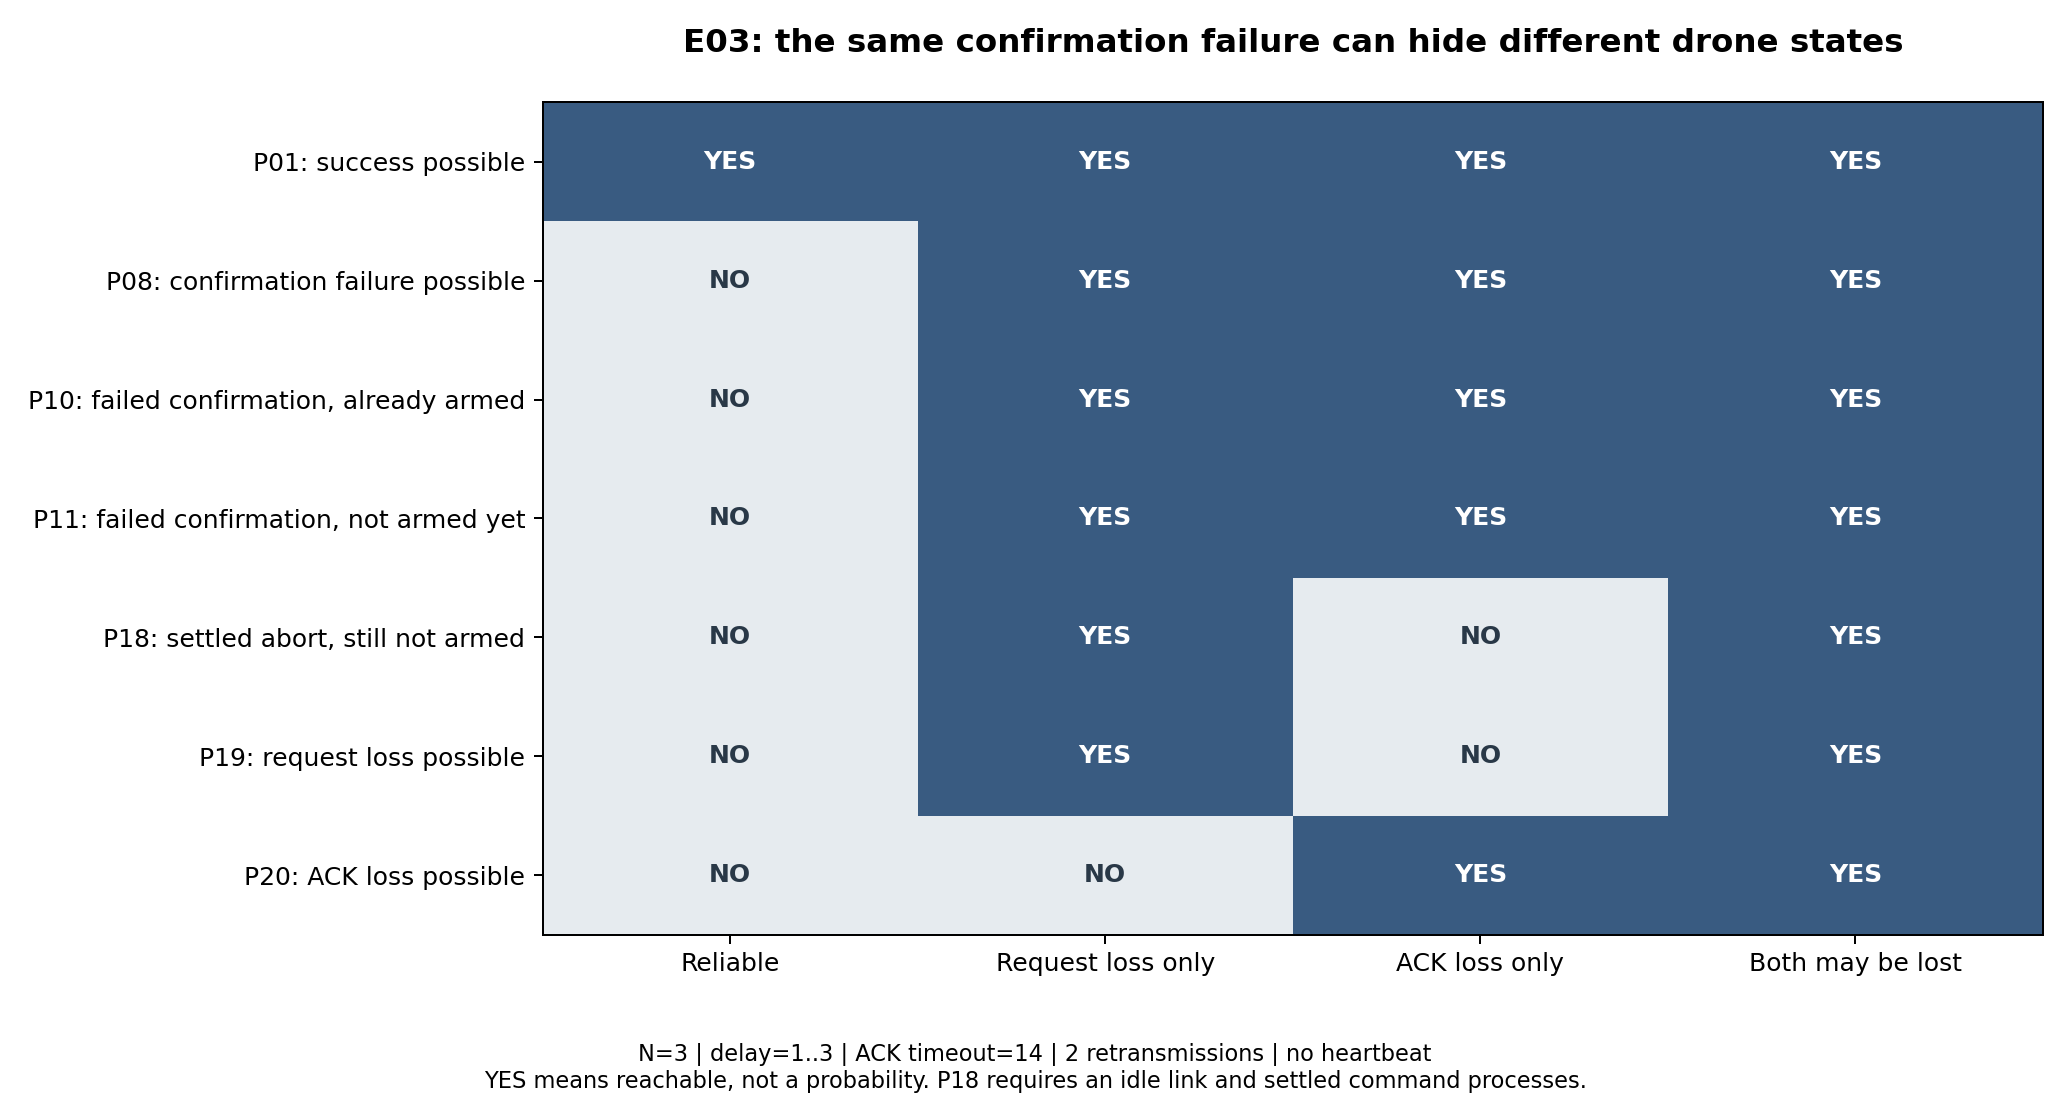 E03: the same confirmation failure can hide different drone states
P01: success possible YES YES YES YES
P08: confirmation failure possible NO YES YES YES
P10: failed confirmation, already armed NO YES YES YES
P11: failed confirmation, not armed yet NO YES YES YES
P18: settled abort, still not armed NO YES NO YES
P19: request loss possible NO YES NO YES
P20: ACK loss possible NO NO YES YES
Reliable Request loss only ACK loss only Both may be lost
N=3 | delay=1..3 | ACK timeout=14 | 2 retransmissions | no heartbeat
YES means reachable, not a probability. P18 requires an idle link and settled command processes.